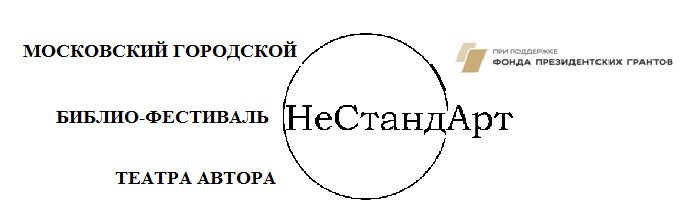 МОСКОВСКИЙ ГОРОДСКОЙ
БИБЛИО-ФЕСТИВАЛЬ
ТЕАТРА АВТОРА
НеСтандАрт
ПРИ ПОДДЕРЖКЕ
ФОНДА ПРЕЗИДЕНТСКИХ ГРАНТОВ